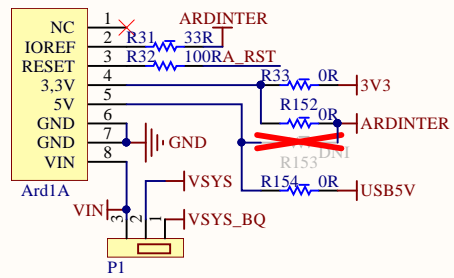 NC 1
IOREF 2 R31 33R ARDINTER
RESET 3 R32 100R A_RST
3,3V 4 R33 0R 3V3
5V 5 R152 0R ARDINTER
GND 6
GND 7 GND R153 DNI
VIN 8
Ard1A
R154 0R USB5V
VSYS
VIN 3 2 1 VSYS_BQ
P1